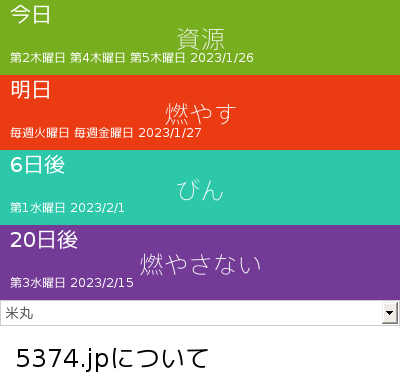 今日
資源
第2木曜日 第4木曜日 第5木曜日 2023/1/26
明日
燃やす
毎週火曜日 毎週金曜日 2023/1/27
6日後
びん
第1水曜日 2023/2/1
20日後
燃やさない
第3水曜日 2023/2/15
米丸
5374.jpについて